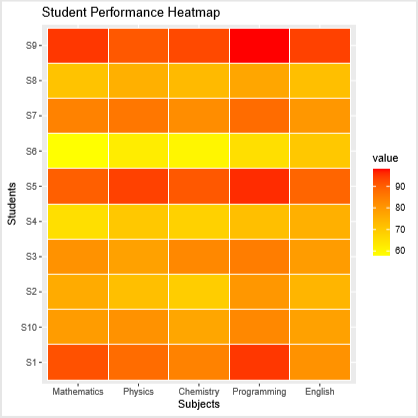 Student Performance Heatmap
S9
S8
S7
S6
S5
S4
S3
S2
S10
S1
Students
Mathematics Physics Chemistry Programming English
Subjects
value
90
80
70
60